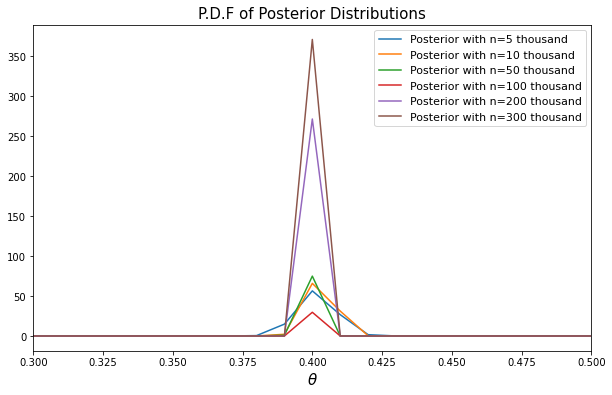 P.D.F of Posterior Distributions
Posterior with n=5 thousand
Posterior with n=10 thousand
Posterior with n=50 thousand
Posterior with n=100 thousand
Posterior with n=200 thousand
Posterior with n=300 thousand
350
300
250
200
150
100
50
0
0.300 0.325 0.350 0.375 0.400 0.425 0.450 0.475 0.500
θ